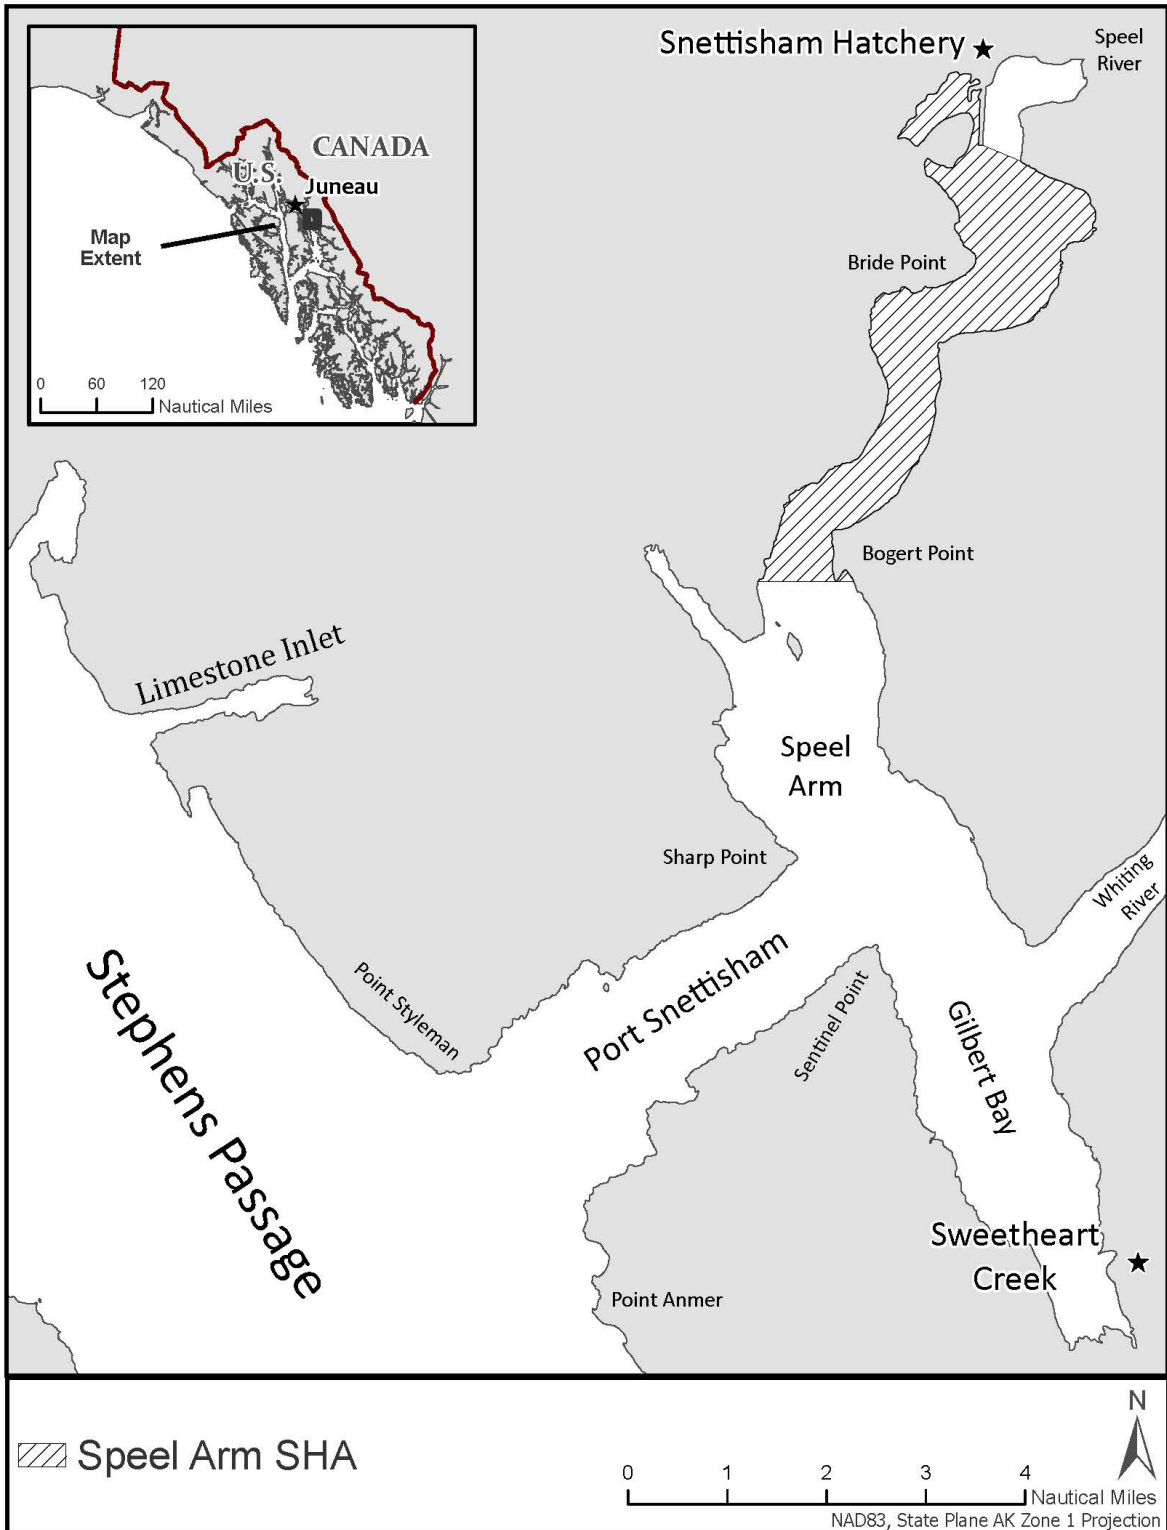 Snettisham Hatchery
Speel
River
CANADA
U.S.
Juneau
Map
Extent
0 60 120
Nautical Miles
Bride Point
Bogert Point
Limestone Inlet
Speel
Arm
Sharp Point
Whiting
River
Stephens Passage
Point Styleman
Port Snettisham
Sentinel Point
Gilbert Bay
Sweetheart
Creek
Point Anmer
Speel Arm SHA
N
0 1 2 3 4
Nautical Miles
NAD83, State Plane AK Zone 1 Projection